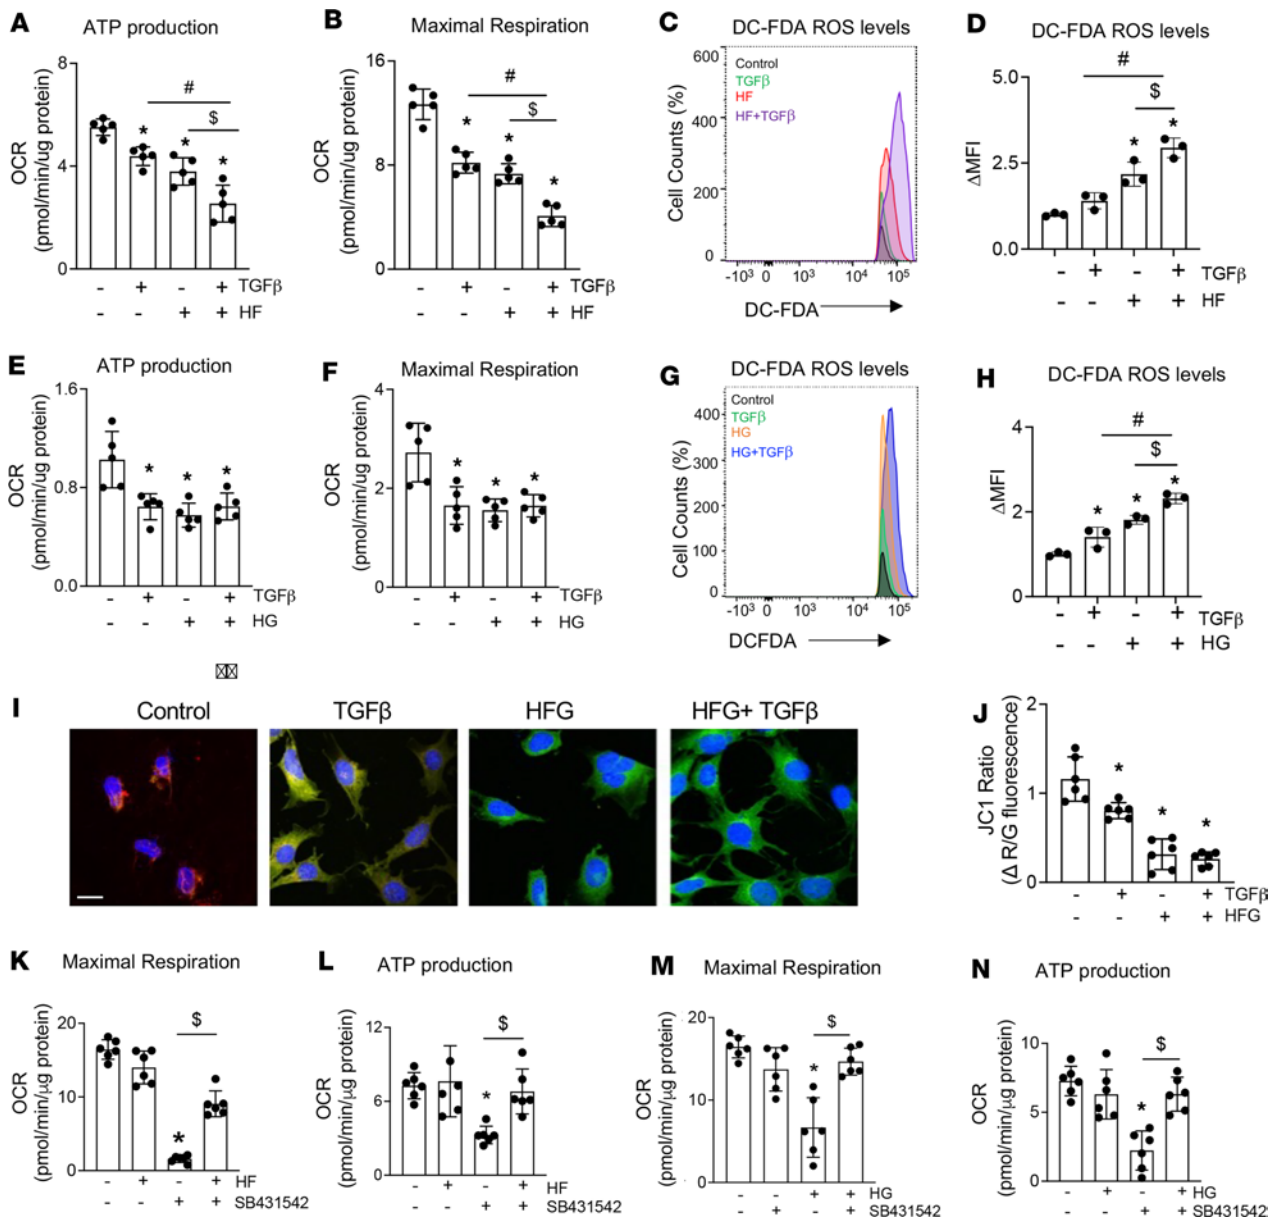 A ATP production
8
4
0
OCR
(pmol/min/ug protein)
*
*
*
#
$
- + - + TGFβ
- - + + HF
B Maximal Respiration
16
8
0
OCR
(pmol/min/ug protein)
*
*
*
#
$
- + - + TGFβ
- - + + HF
C DC-FDA ROS levels
600
400
200
0
Cell Counts (%)
Control
TGFβ
HF
HF+TGFβ
-10³ 0 10³ 10⁴ 10⁵
DC-FDA
D DC-FDA ROS levels
5.0
2.5
0.0
ΔMFI
*
*
#
$
- + - + TGFβ
- - + + HF
E ATP production
1.6
0.8
0.0
OCR
(pmol/min/ug protein)
* * *
- + - + TGFβ
- - + + HG
F Maximal Respiration
4
2
0
OCR
(pmol/min/ug protein)
* * *
- + - + TGFβ
- - + + HG
G DC-FDA ROS levels
400
300
200
100
0
Cell Counts (%)
Control
TGFβ
HG
HG+TGFβ
-10³ 0 10³ 10⁴ 10⁵
DCFDA
H DC-FDA ROS levels
4
2
0
ΔMFI
* * *
#
$
- + - + TGFβ
- - + + HG
I Control TGFβ HFG HFG+ TGFβ
J
2
1
0
JC1 Ratio
(Δ R/G fluorescence)
* * *
- + - + TGFβ
- - + + HFG
K Maximal Respiration
20
10
0
OCR
(pmol/min/μg protein)
*
$
- + - + HF
- - + + SB431542
L ATP production
12
6
0
OCR
(pmol/min/μg protein)
*
$
- + - + HF
- - + + SB431542
M Maximal Respiration
20
10
0
OCR
(pmol/min/μg protein)
*
$
- - + + HG
- + - + SB431542
N ATP production
10
5
0
OCR
(pmol/min/μg protein)
*
$
- + - + HG
- - + + SB431542